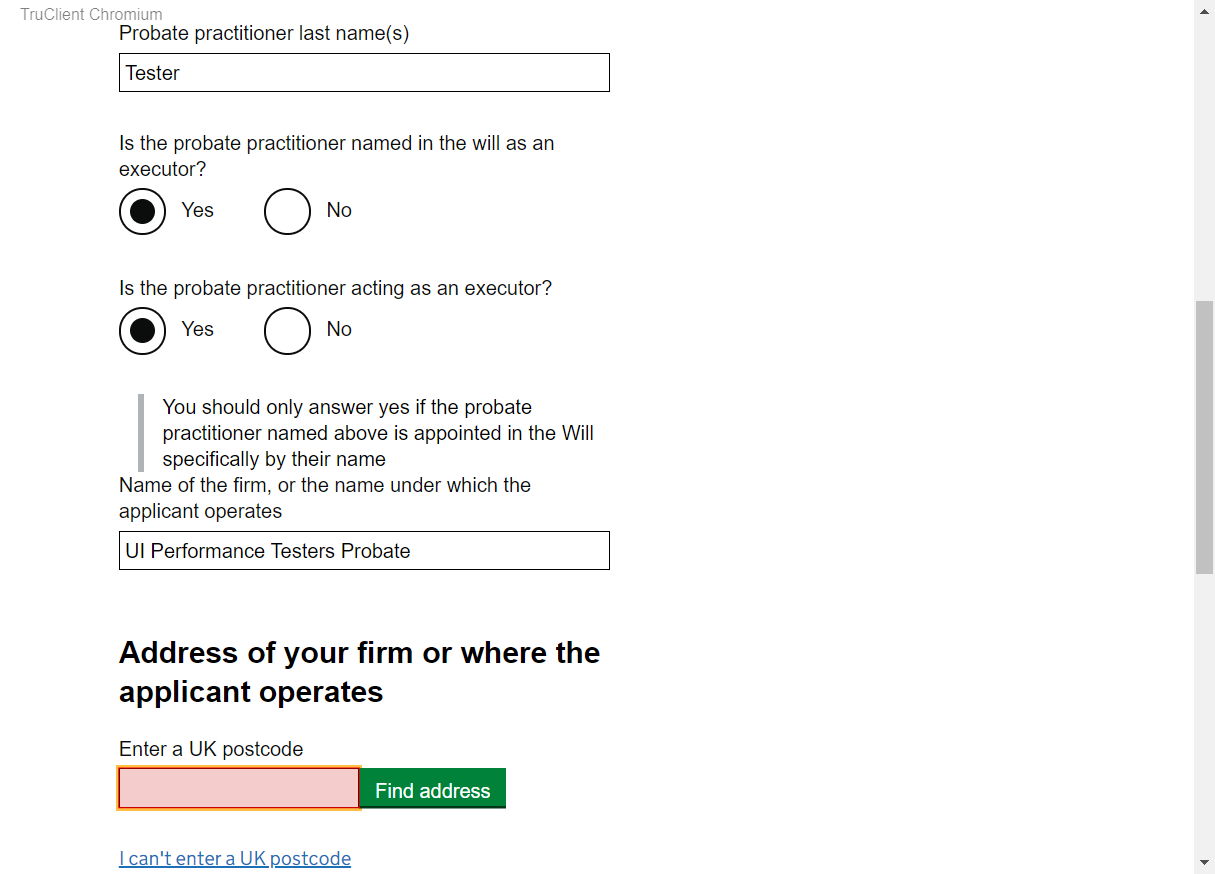 TruClient Chromium
Probate practitioner last name(s)
Tester
Is the probate practitioner named in the will as an
executor?
Yes No
Is the probate practitioner acting as an executor?
Yes No
You should only answer yes if the probate
practitioner named above is appointed in the Will
specifically by their name
Name of the firm, or the name under which the
applicant operates
UI Performance Testers Probate
Address of your firm or where the
applicant operates
Enter a UK postcode
Find address
I can't enter a UK postcode